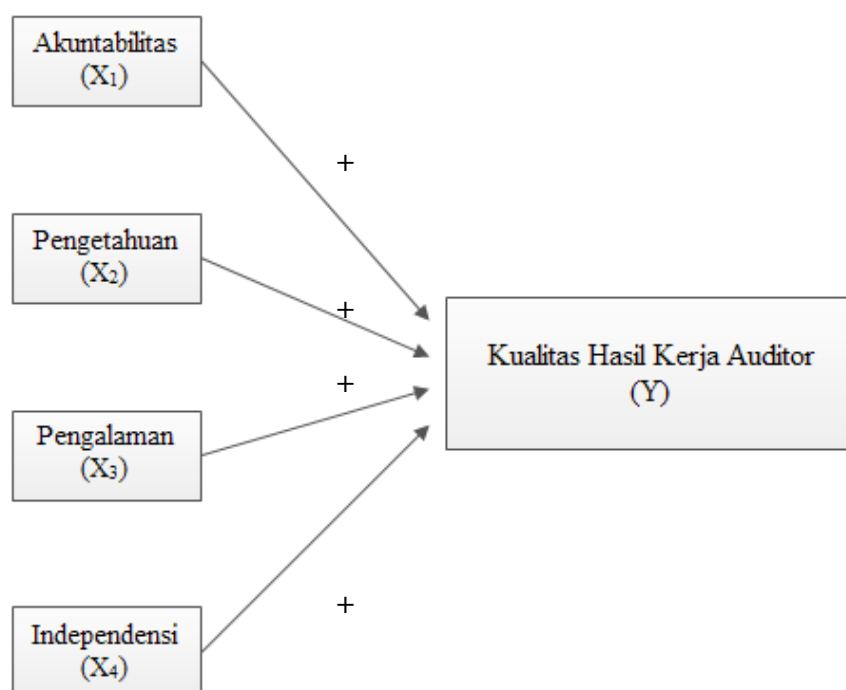 Akuntabilitas
(X₁)
+
Pengetahuan
(X₂)
+
Kualitas Hasil Kerja Auditor
(Y)
+
Pengalaman
(X₃)
+
Independensi
(X₄)